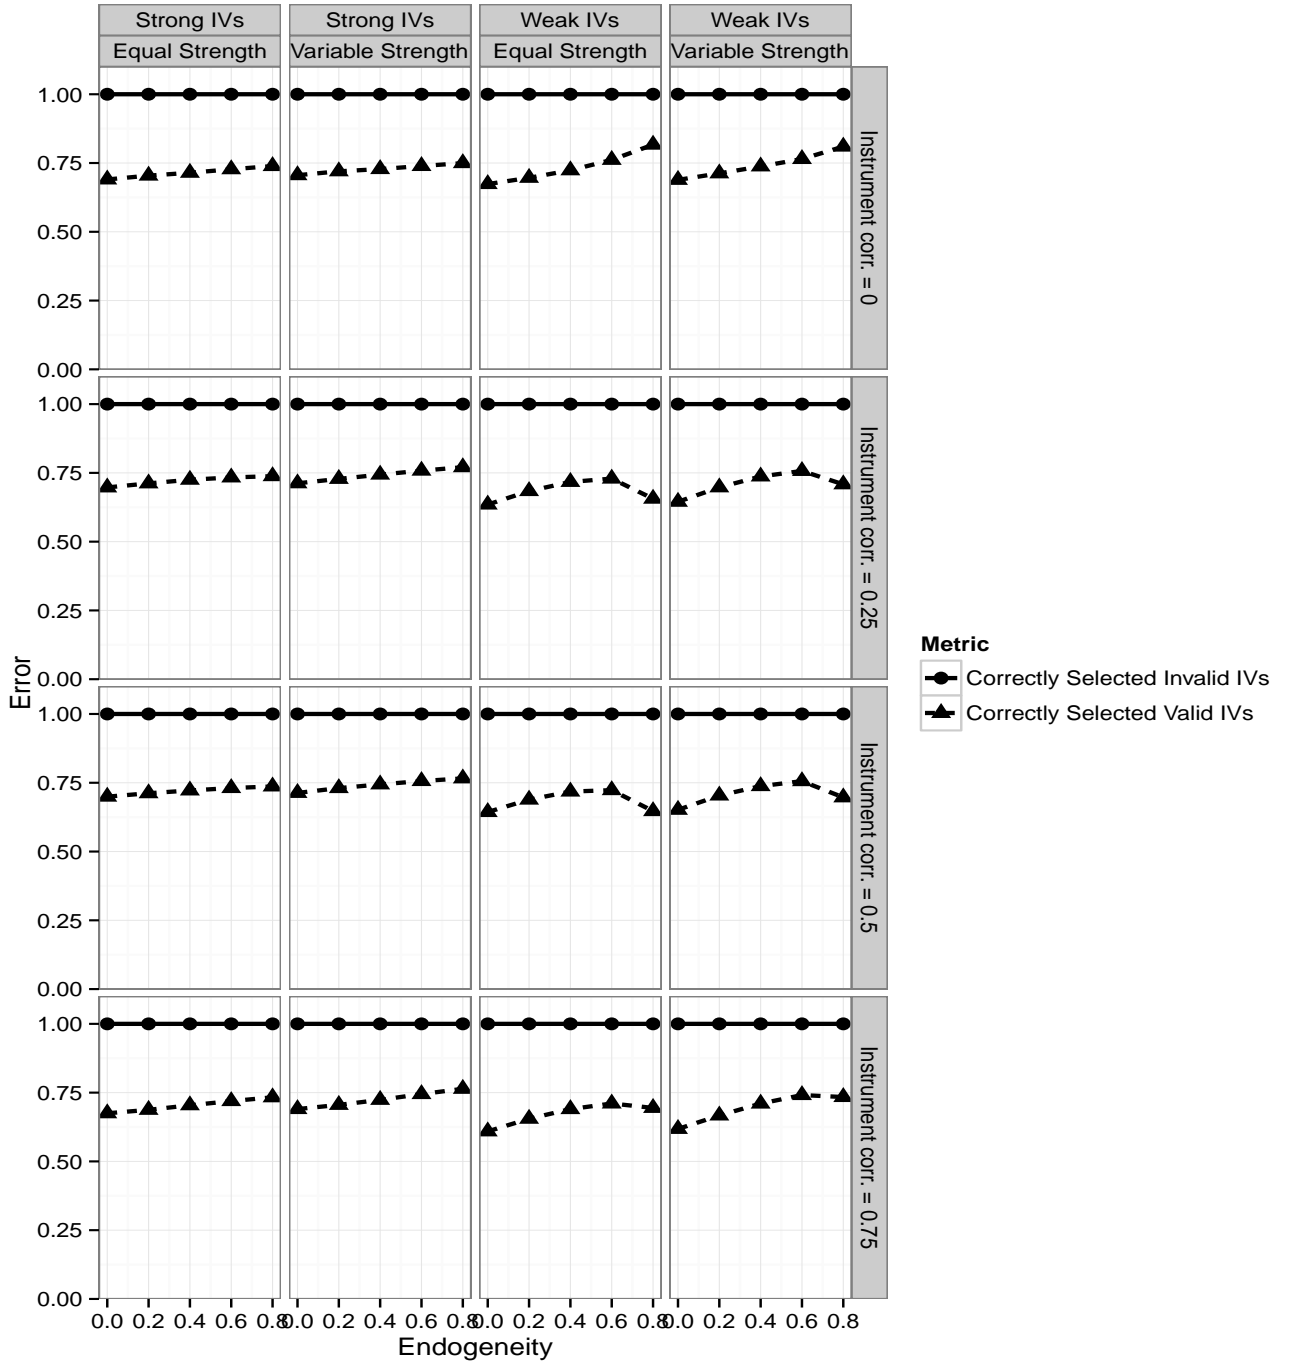 Strong IVs Strong IVs Weak IVs Weak IVs
Equal Strength Variable Strength Equal Strength Variable Strength
1.00
0.75
0.50
0.25
0.00
Instrument corr. = 0
1.00
0.75
0.50
0.25
0.00
Instrument corr. = 0.25
1.00
0.75
0.50
0.25
0.00
Instrument corr. = 0.5
1.00
0.75
0.50
0.25
0.00
Instrument corr. = 0.75
0.0 0.2 0.4 0.6 0.8 0.0 0.2 0.4 0.6 0.8 0.0 0.2 0.4 0.6 0.8 0.0 0.2 0.4 0.6 0.8
Endogeneity
Error
Metric
Correctly Selected Invalid IVs
Correctly Selected Valid IVs